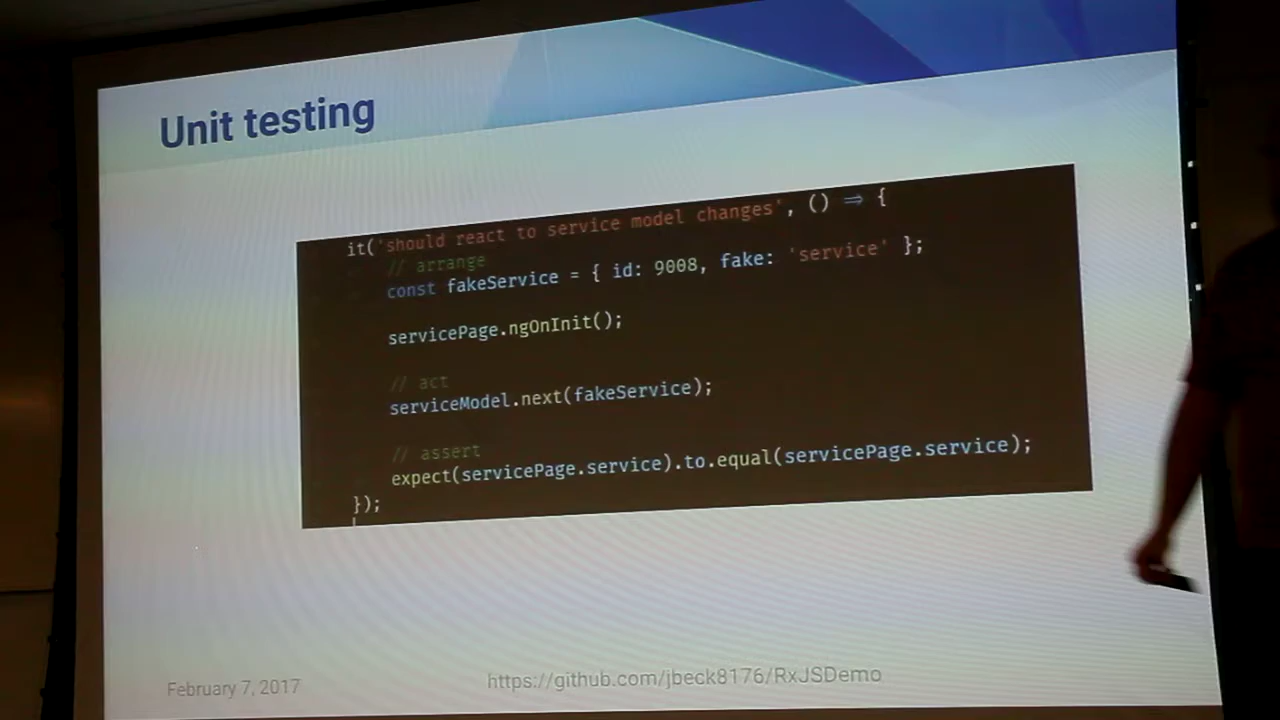 Unit testing
it('should react to service model changes', () => {
// arrange
const fakeService = { id: 9008, fake: 'service' };
servicePage.ngOnInit();
// act
serviceModel.next(fakeService);
// assert
expect(servicePage.service).to.equal(servicePage.service);
});
February 7, 2017
https://github.com/jbeck8176/RxJSDemo